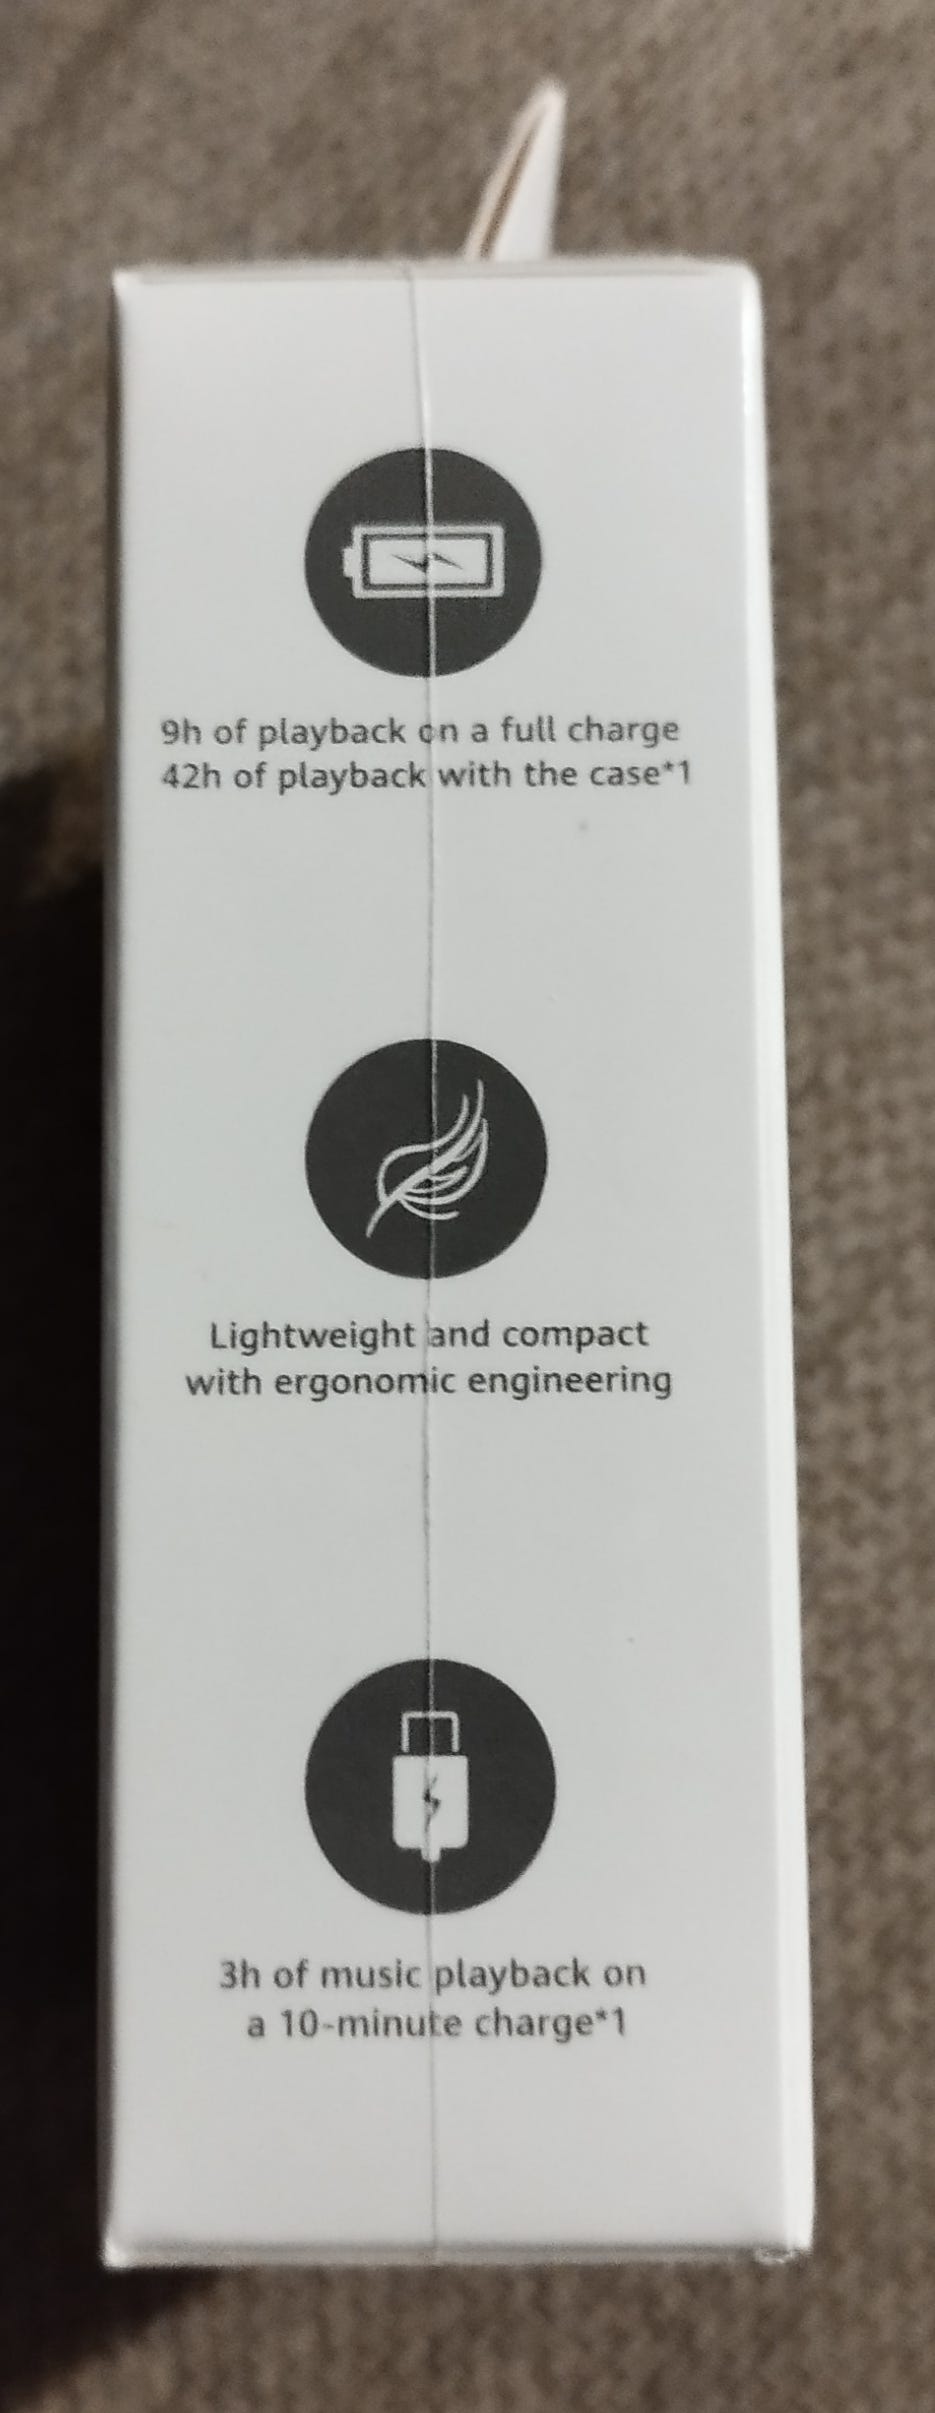 9h of playback on a full charge
42h of playback with the case*1
Lightweight and compact
with ergonomic engineering
3h of music playback on
a 10-minute charge*1